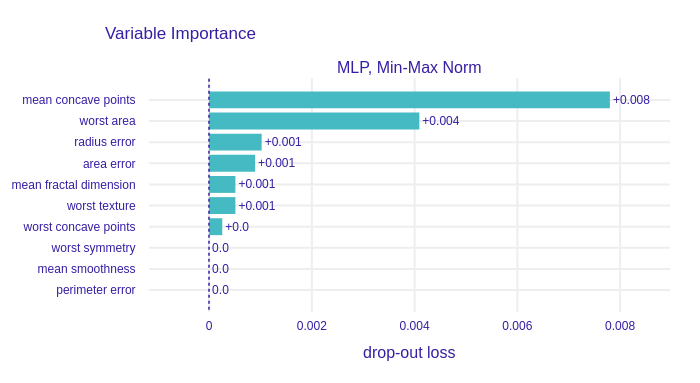 Variable Importance
MLP, Min-Max Norm
mean concave points +0.008
worst area +0.004
radius error +0.001
area error +0.001
mean fractal dimension +0.001
worst texture +0.001
worst concave points +0.0
worst symmetry 0.0
mean smoothness 0.0
perimeter error 0.0
0 0.002 0.004 0.006 0.008
drop-out loss